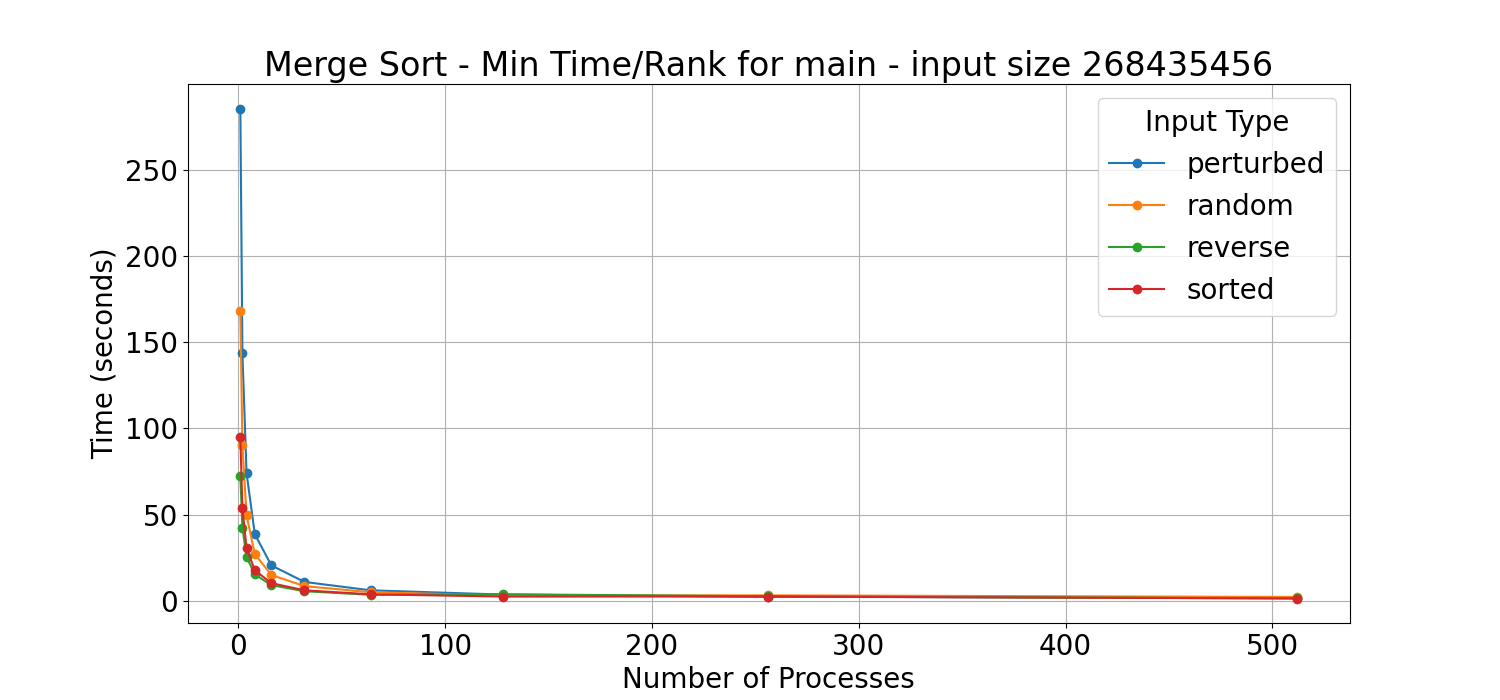 Merge Sort - Min Time/Rank for main - input size 268435456
Input Type
perturbed
random
reverse
sorted
Time (seconds)
250
200
150
100
50
0
0 100 200 300 400 500
Number of Processes